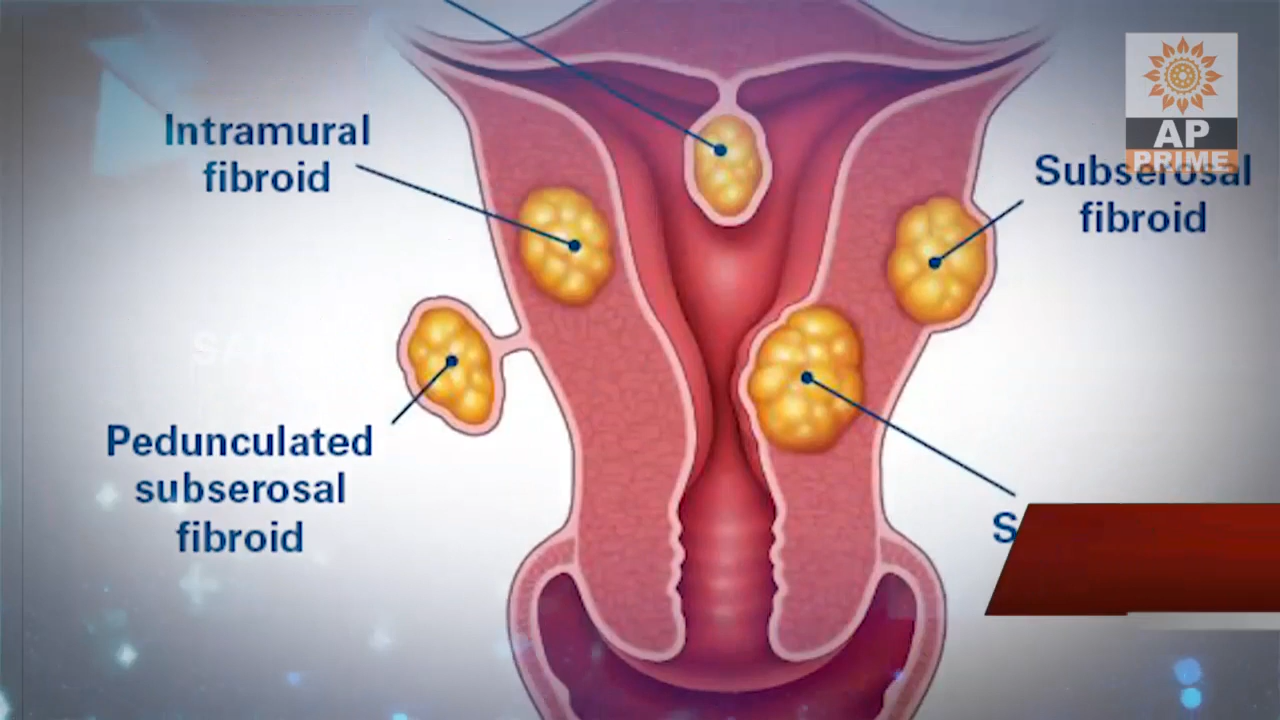 AP
PRIME
Intramural
fibroid
Subserosal
fibroid
Pedunculated
subserosal
fibroid
S